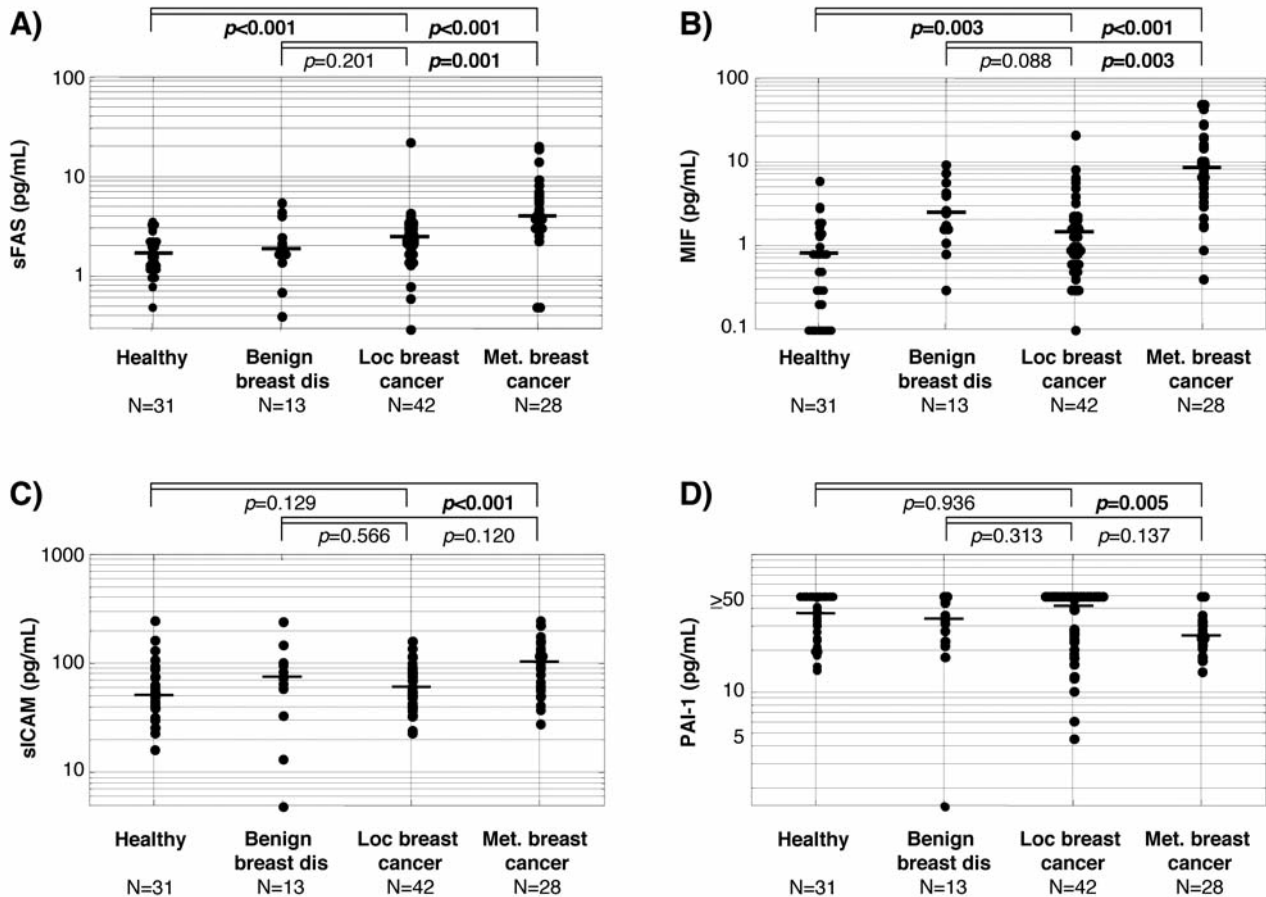 A)
p<0.001 p<0.001
p=0.201 p=0.001
100
10
1
sFAS (pg/mL)
Healthy Benign breast dis Loc breast cancer Met. breast cancer
N=31 N=13 N=42 N=28
B)
p=0.003 p<0.001
p=0.088 p=0.003
100
10
1
0.1
MIF (pg/mL)
Healthy Benign breast dis Loc breast cancer Met. breast cancer
N=31 N=13 N=42 N=28
C)
p=0.129 p<0.001
p=0.566 p=0.120
1000
100
10
sICAM (pg/mL)
Healthy Benign breast dis Loc breast cancer Met. breast cancer
N=31 N=13 N=42 N=28
D)
p=0.936 p=0.005
p=0.313 p=0.137
≥50
10
5
PAI-1 (pg/mL)
Healthy Benign breast dis Loc breast cancer Met. breast cancer
N=31 N=13 N=42 N=28